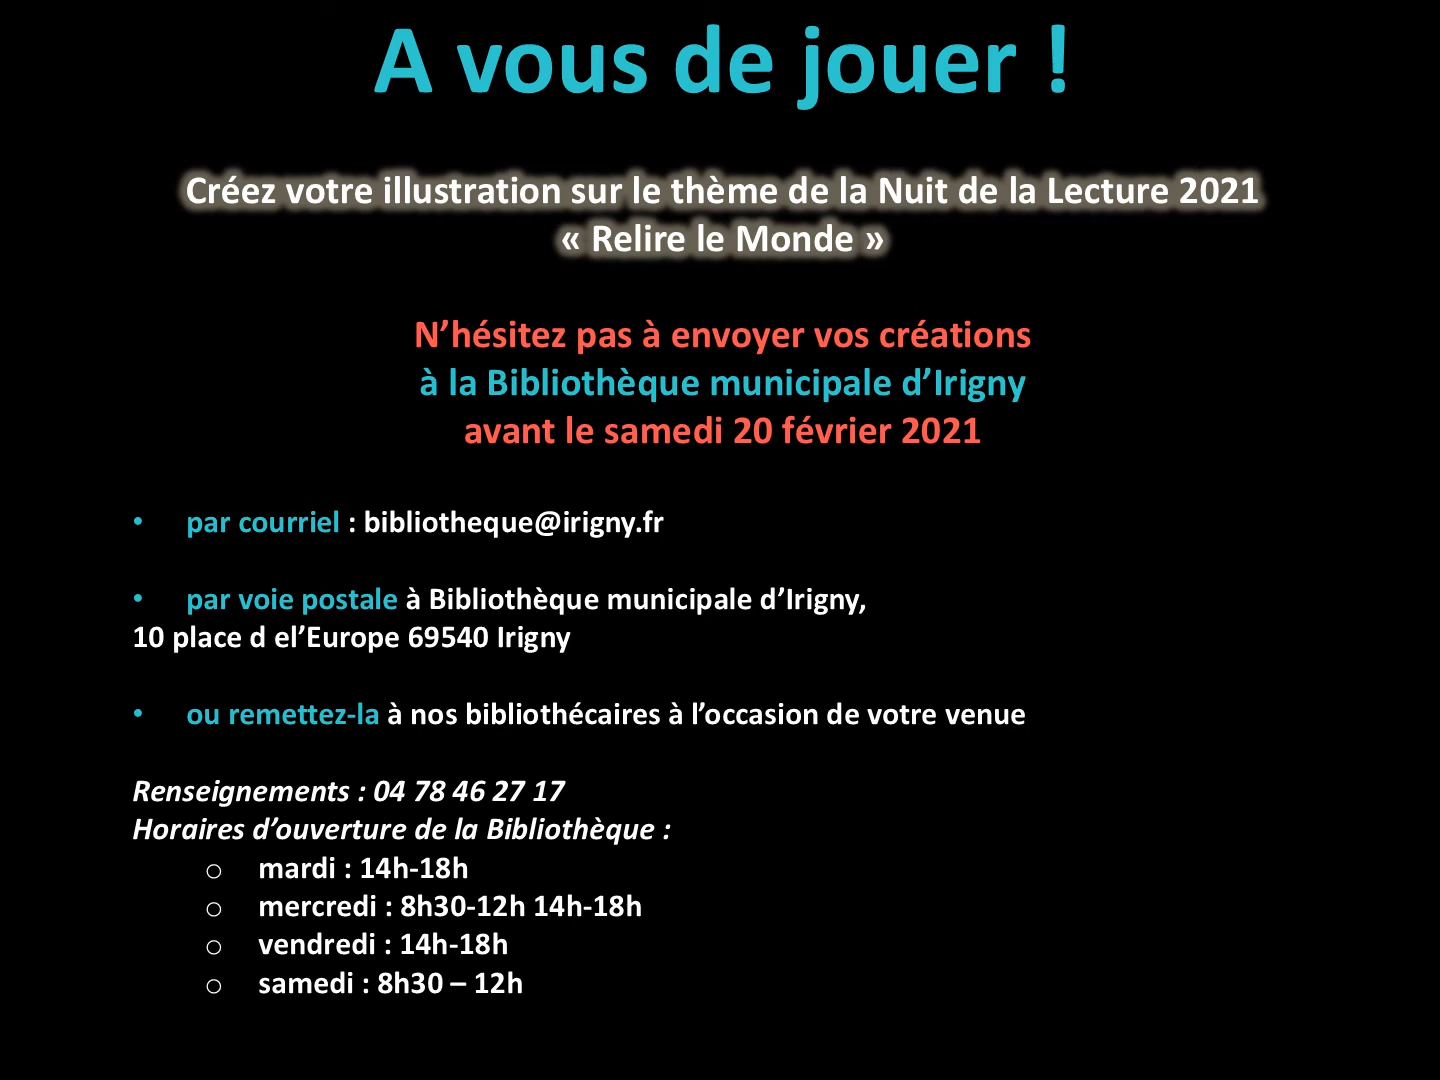 A vous de jouer !
Créez votre illustration sur le thème de la Nuit de la Lecture 2021
« Relire le Monde »
N’hésitez pas à envoyer vos créations
à la Bibliothèque municipale d’Irigny
avant le samedi 20 février 2021
• par courriel : bibliotheque@irigny.fr
• par voie postale à Bibliothèque municipale d’Irigny,
10 place d el’Europe 69540 Irigny
• ou remettez-la à nos bibliothécaires à l’occasion de votre venue
Renseignements : 04 78 46 27 17
Horaires d’ouverture de la Bibliothèque :
o mardi : 14h-18h
o mercredi : 8h30-12h 14h-18h
o vendredi : 14h-18h
o samedi : 8h30 – 12h